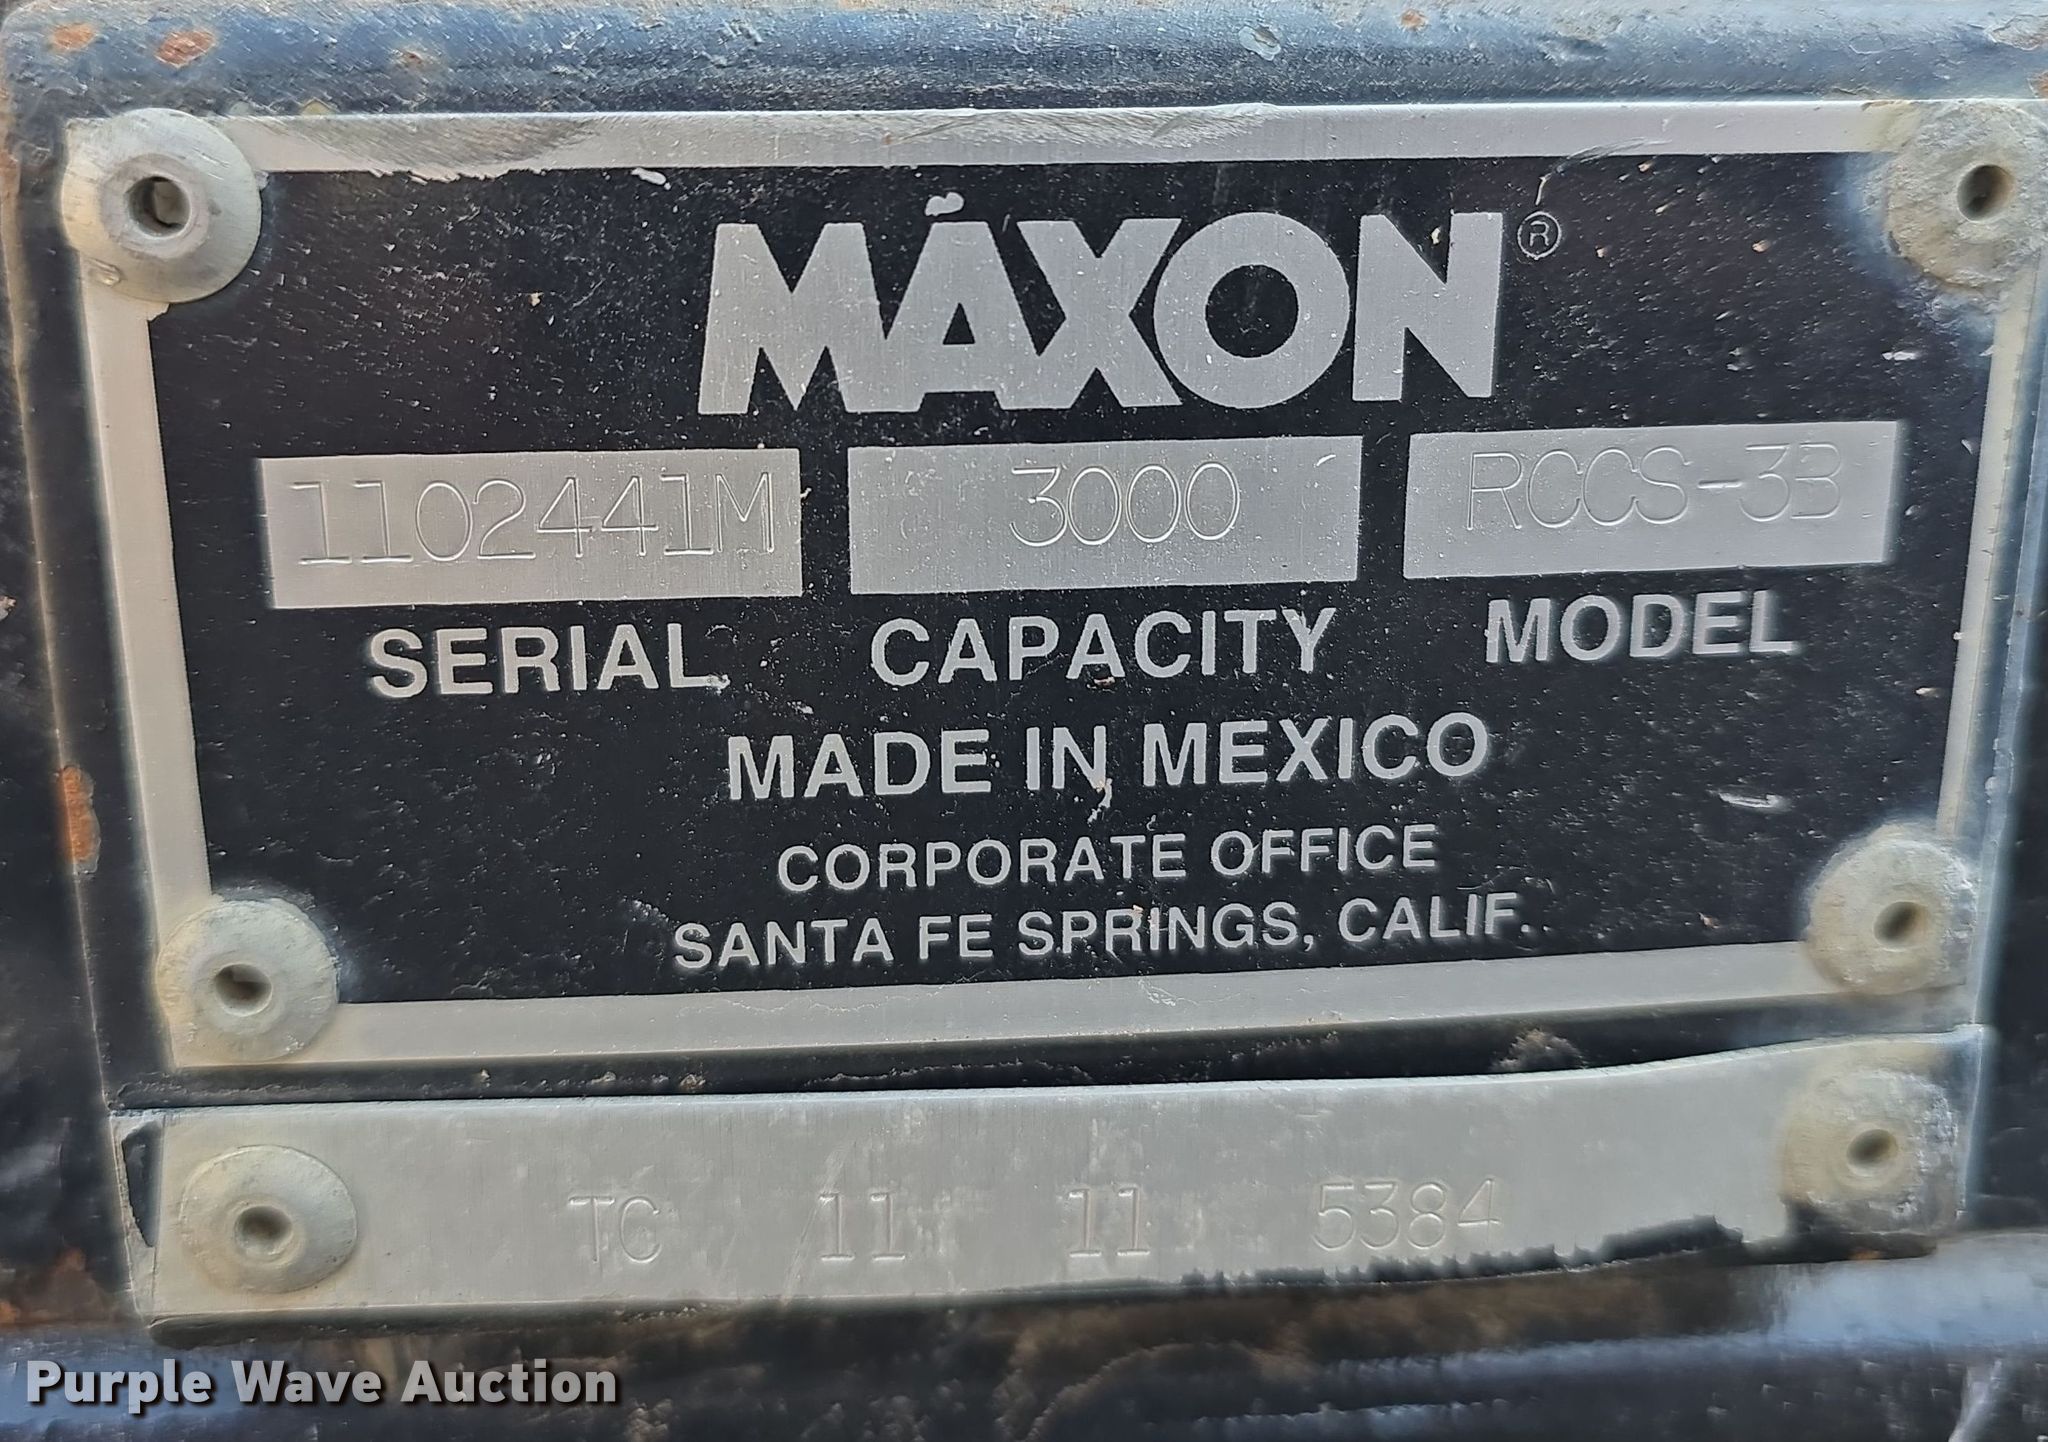 MAXON®
1102441M 3000 RCCS-3B
SERIAL CAPACITY MODEL
MADE IN MEXICO
CORPORATE OFFICE
SANTA FE SPRINGS, CALIF.
TC 11 11 5384
Purple Wave Auction